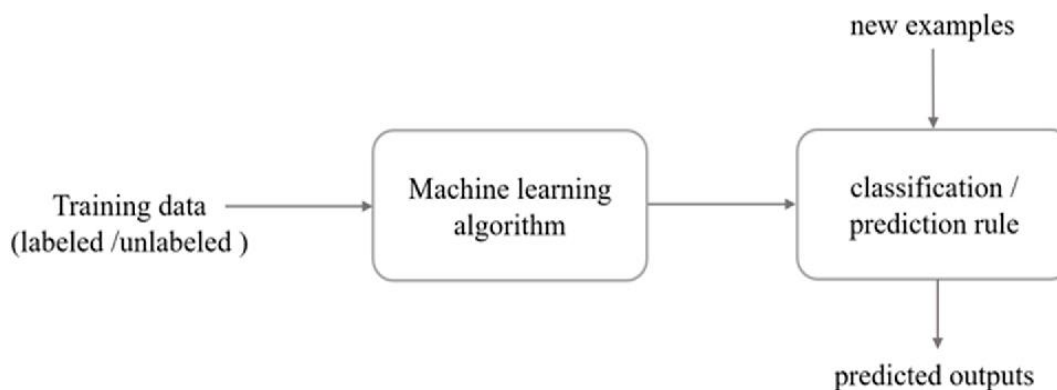 new examples
Training data
(labeled /unlabeled )
Machine learning
algorithm
classification /
prediction rule
predicted outputs